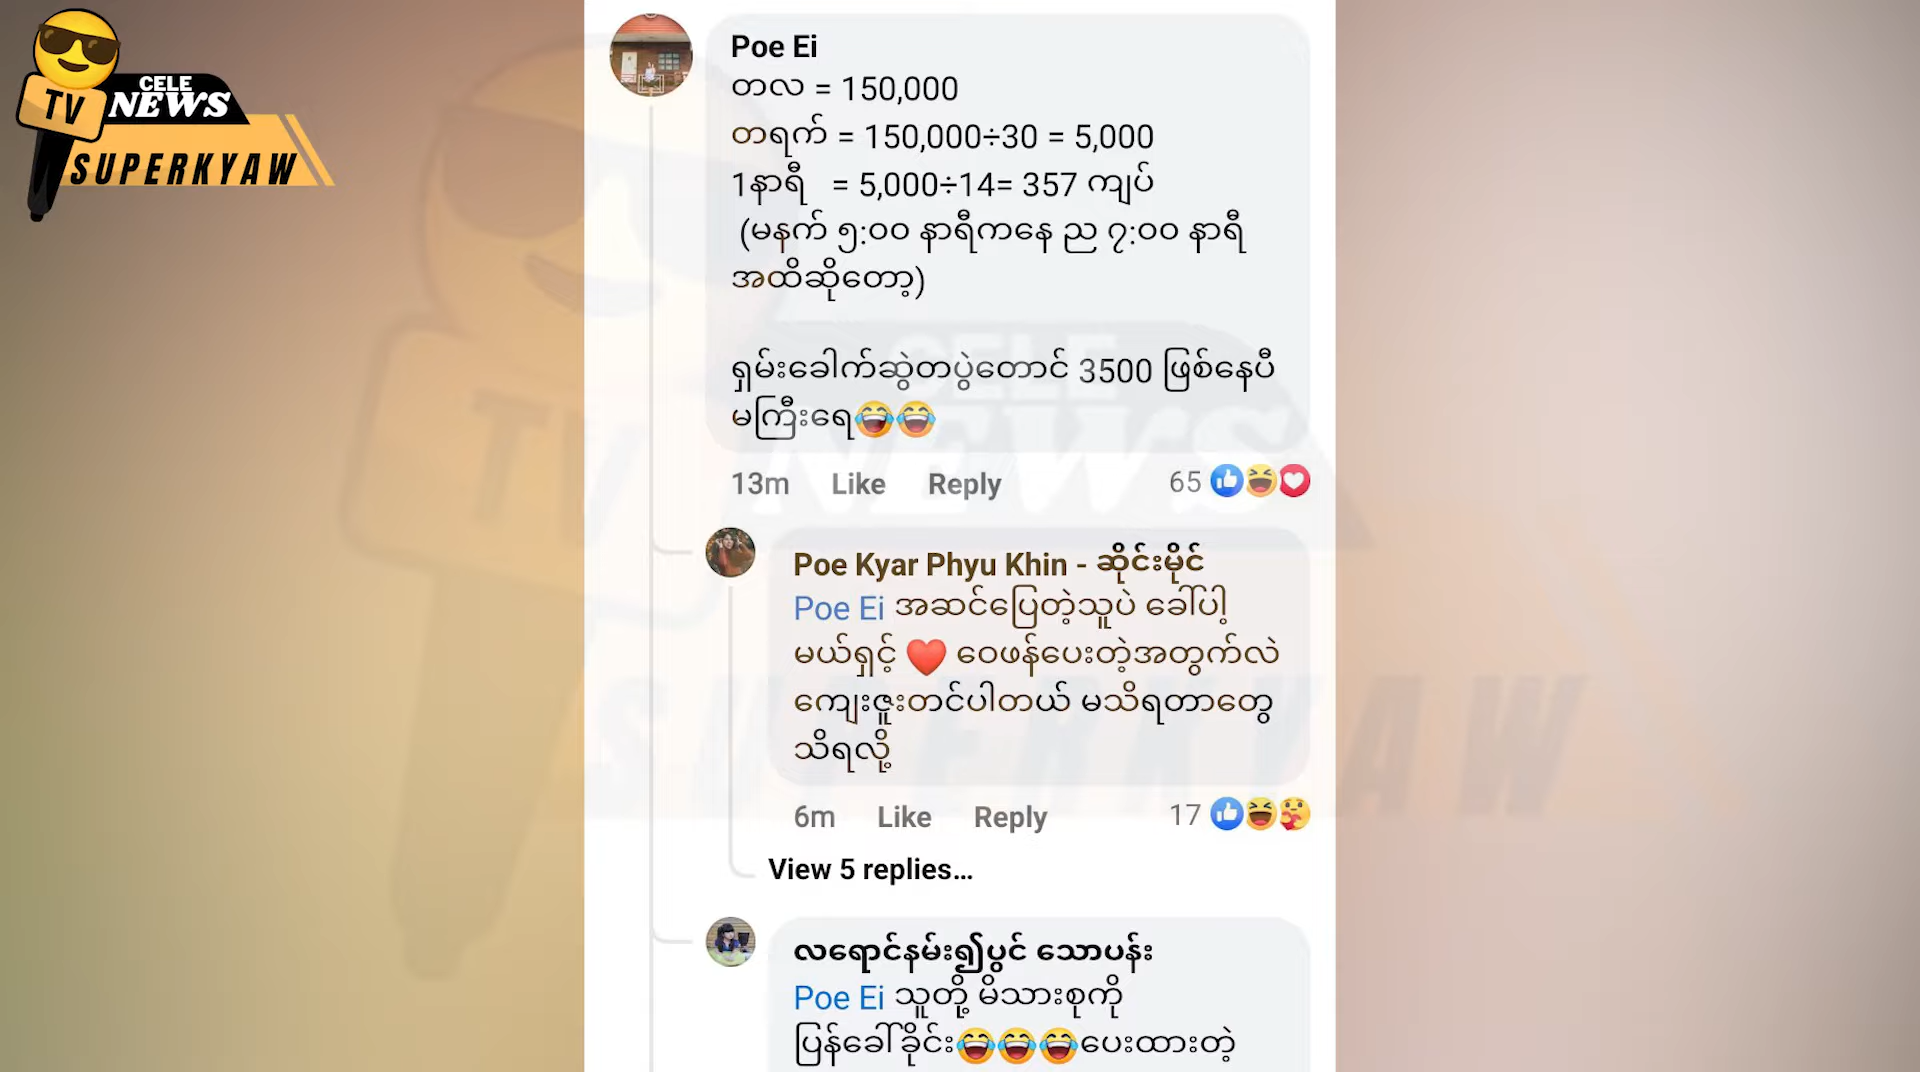 CELE
TV NEWS
SUPERKYAW
Poe Ei
တလ = 150,000
တရက် = 150,000÷30 = 5,000
1နာရီ = 5,000÷14= 357 ကျပ်
(မနက် ၅:၀၀ နာရီကနေ ည ၇:၀၀ နာရီ
အထိဆိုတော့)
ရှမ်းခေါက်ဆွဲတပွဲတောင် 3500 ဖြစ်နေပီ
မကြီးရေ😂😂
13m Like Reply 65
Poe Kyar Phyu Khin - ဆိုင်းမိုင်
Poe Ei အဆင်ပြေတဲ့သူပဲ ခေါ်ပါ့
မယ်ရှင့် ❤️ ဝေဖန်ပေးတဲ့အတွက်လဲ
ကျေးဇူးတင်ပါတယ် မသိရတာတွေ
သိရလို့
6m Like Reply 17
View 5 replies...
လရောင်နမ်း၍ပွင် သောပန်း
Poe Ei သူတို့ မိသားစုကို
ပြန်ခေါ်ခိုင်း😂😂😂ပေးထားတဲ့
CELE
TV NEWS
SUPERKYAW